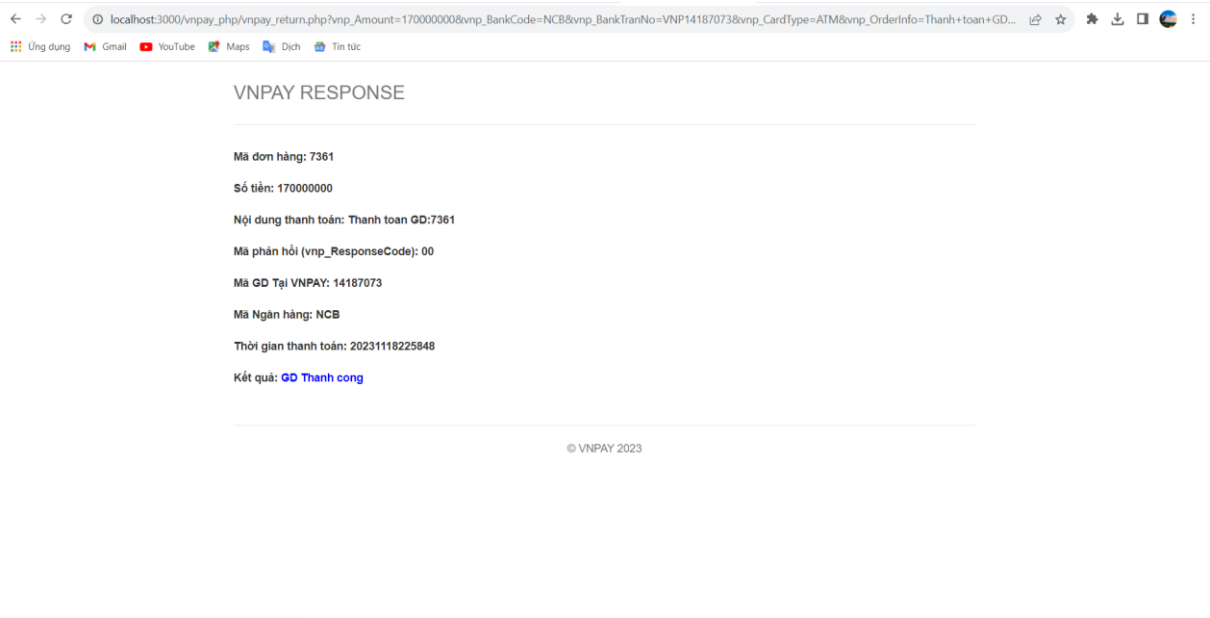 localhost:3000/vnpay_php/vnpay_return.php?vnp_Amount=170000000&vnp_BankCode=NCB&vnp_BankTranNo=VNP14187073&vnp_CardType=ATM&vnp_OrderInfo=Thanh+toan+GD...
Ứng dụng Gmail YouTube Maps Dịch Tin tức
VNPAY RESPONSE
Mã đơn hàng: 7361
Số tiền: 170000000
Nội dung thanh toán: Thanh toan GD:7361
Mã phản hồi (vnp_ResponseCode): 00
Mã GD Tại VNPAY: 14187073
Mã Ngân hàng: NCB
Thời gian thanh toán: 20231118225848
Kết quả: GD Thanh cong
© VNPAY 2023